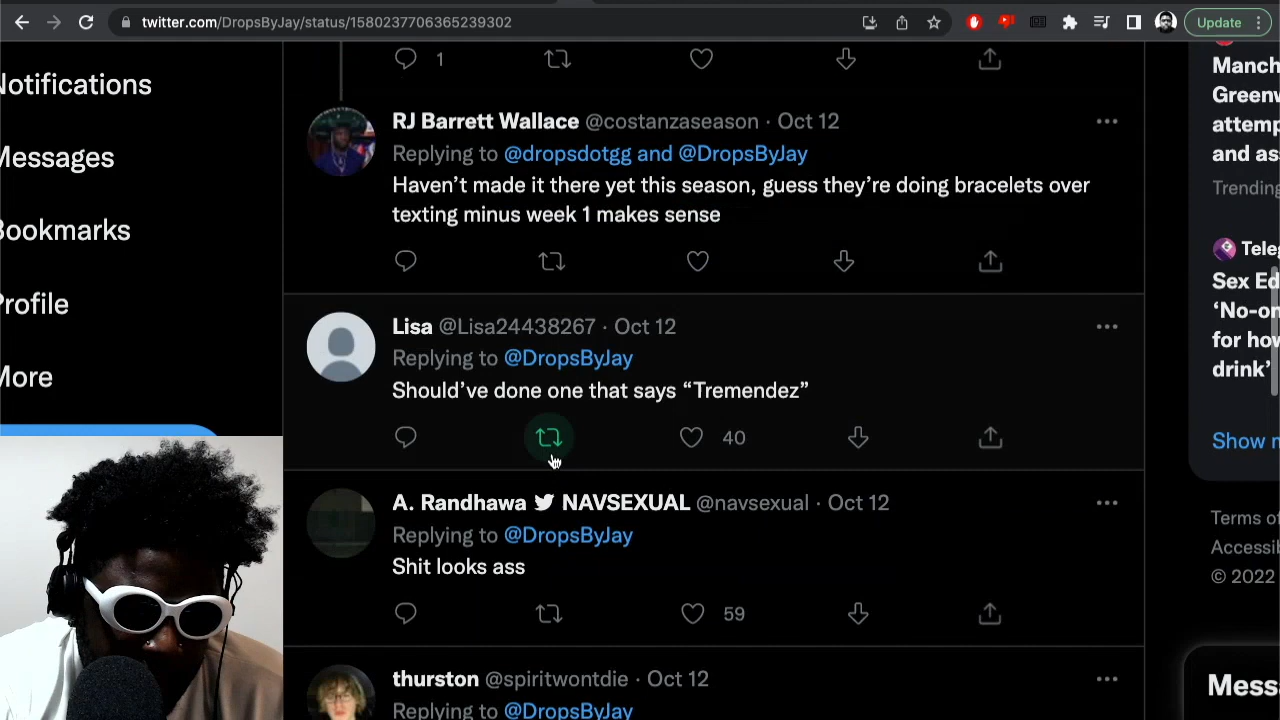 twitter.com/DropsByJay/status/1580237706365239302
Update
Notifications
Messages
Bookmarks
Profile
More
1
RJ Barrett Wallace @costanzaseason · Oct 12
Replying to @dropsdotgg and @DropsByJay
Haven’t made it there yet this season, guess they’re doing bracelets over
texting minus week 1 makes sense
Lisa @Lisa24438267 · Oct 12
Replying to @DropsByJay
Should’ve done one that says “Tremendez”
40
A. Randhawa NAVSEXUAL @navsexual · Oct 12
Replying to @DropsByJay
Shit looks ass
59
thurston @spiritwontdie · Oct 12
Replying to @DropsByJay
Manch
Greenw
attemp
and ass
Trending
Teleg
Sex Ed
‘No-on
for how
drink’
Show m
Terms of
Accessib
© 2022
Mess